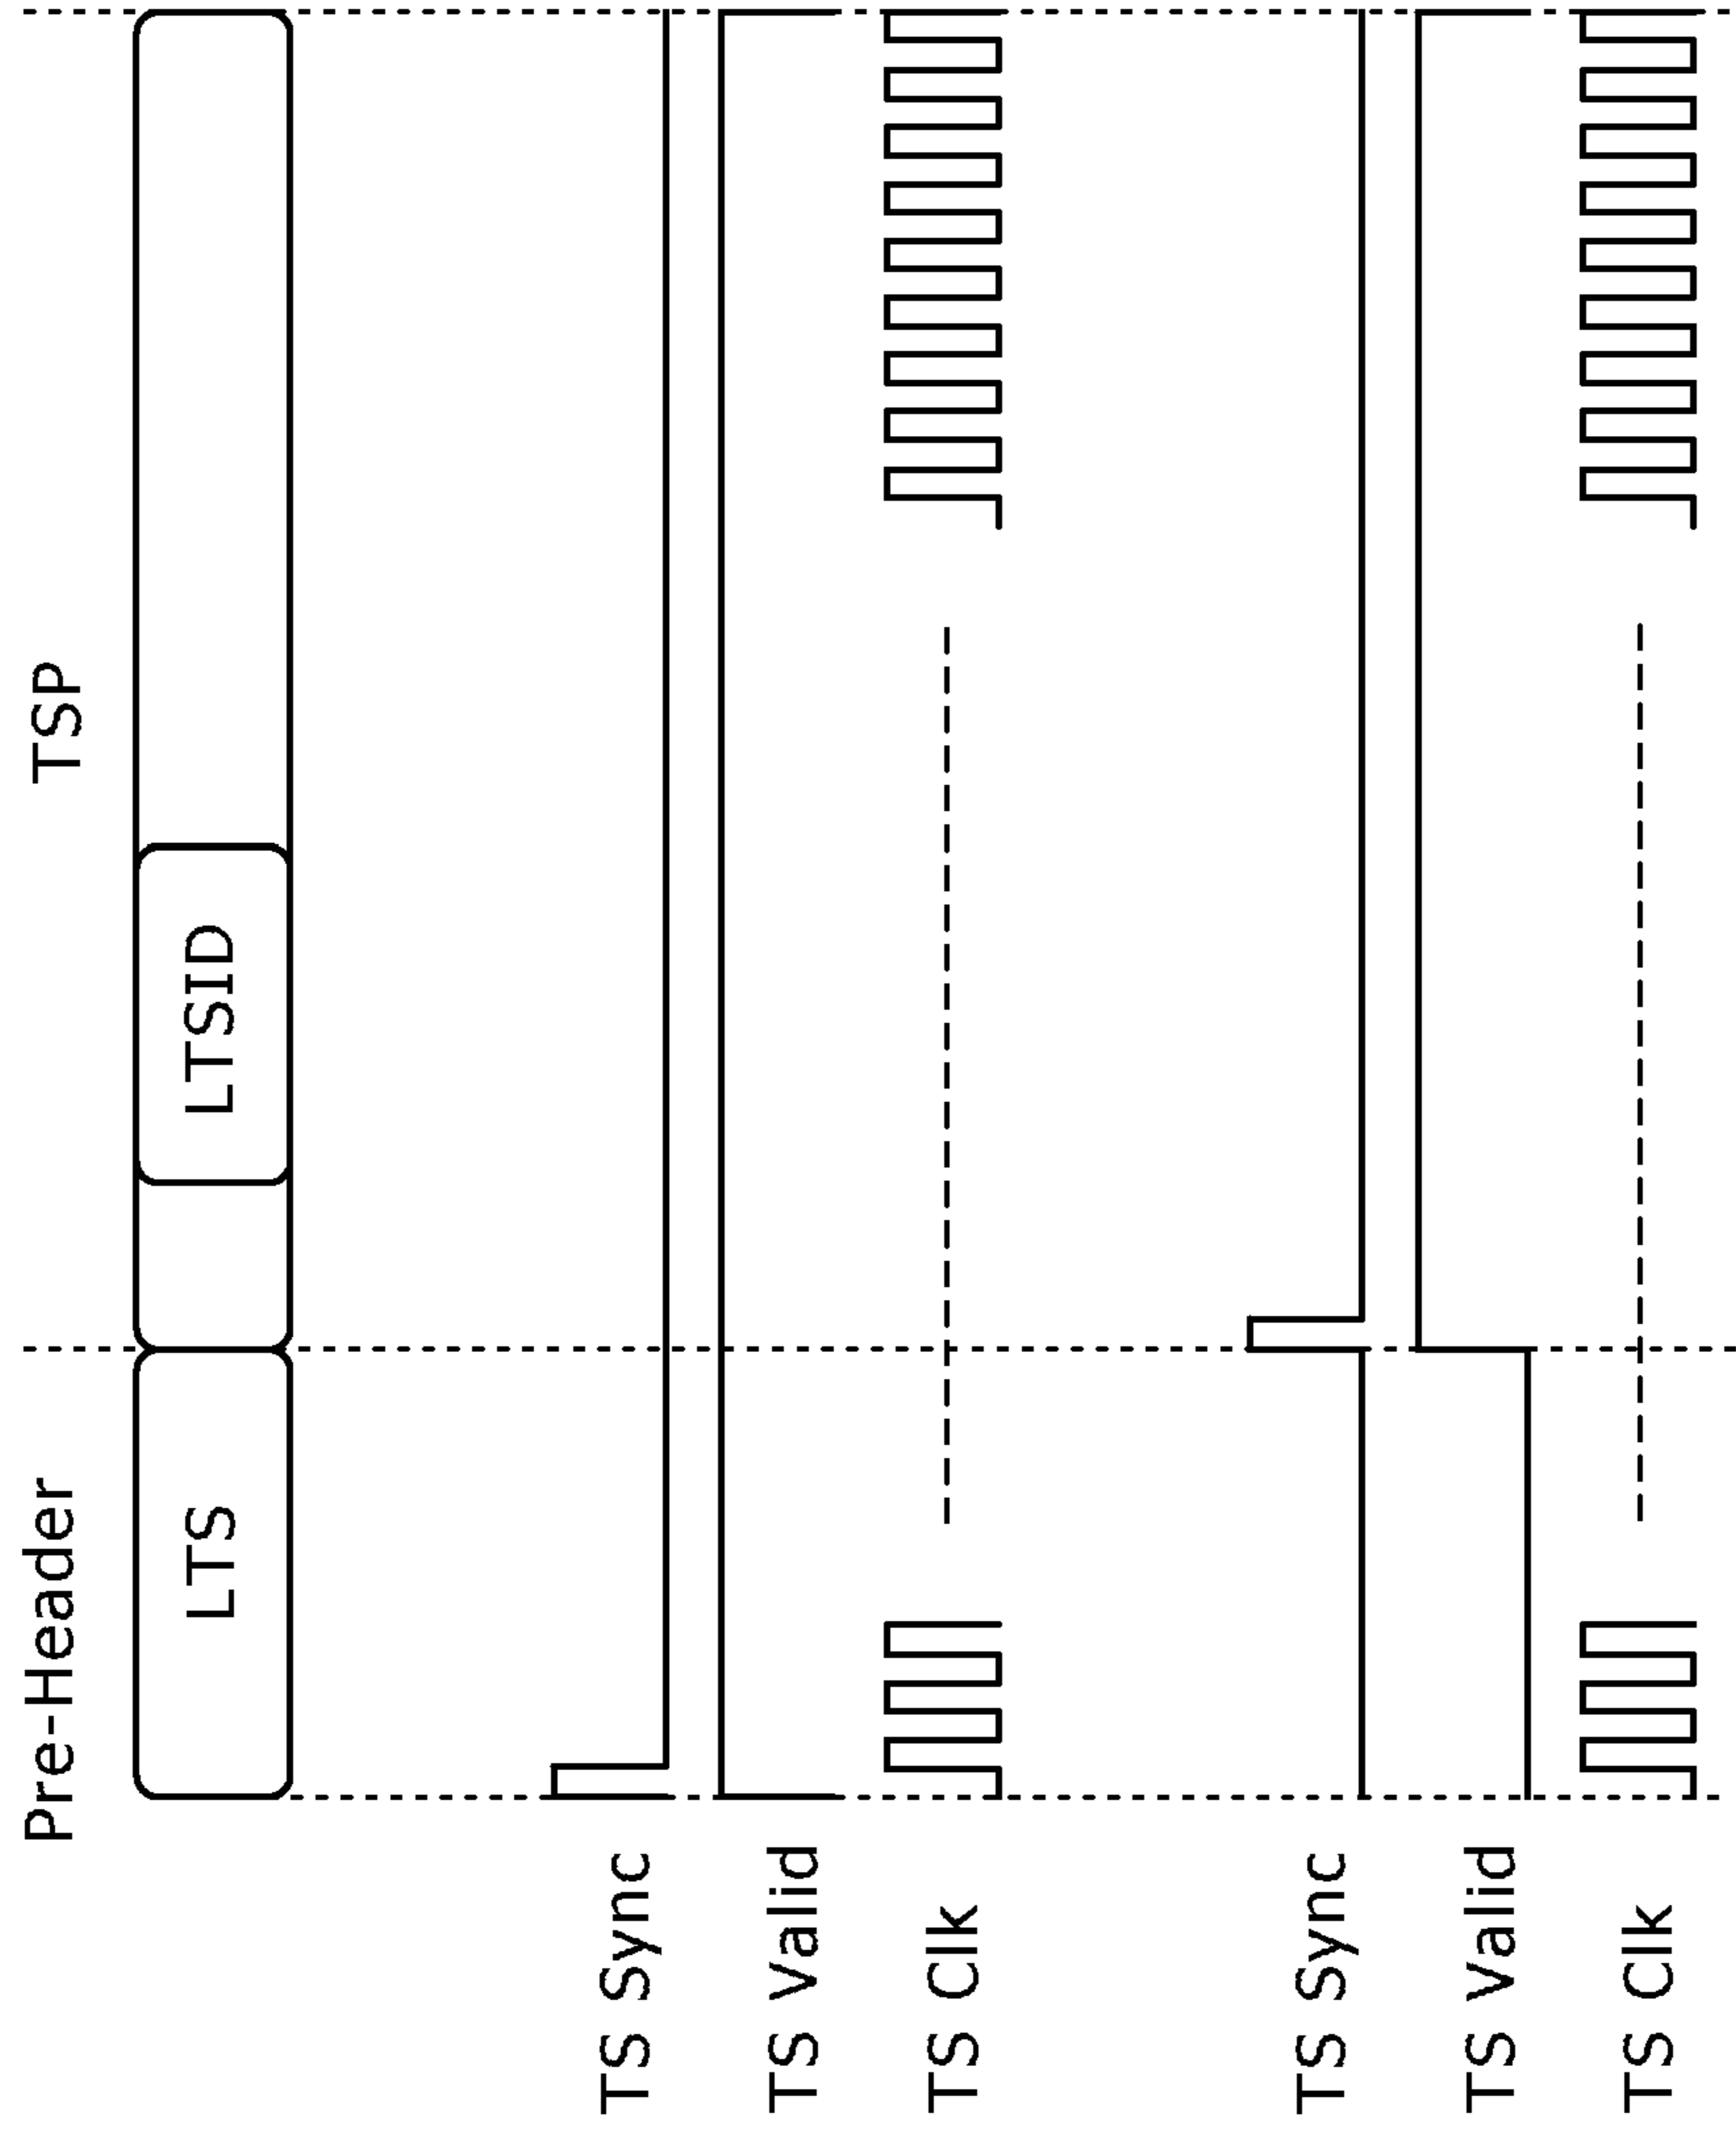 Pre-Header
TSP
LTS
LTSID
TS Sync
TS Valid
TS Clk
TS Sync
TS Valid
TS Clk